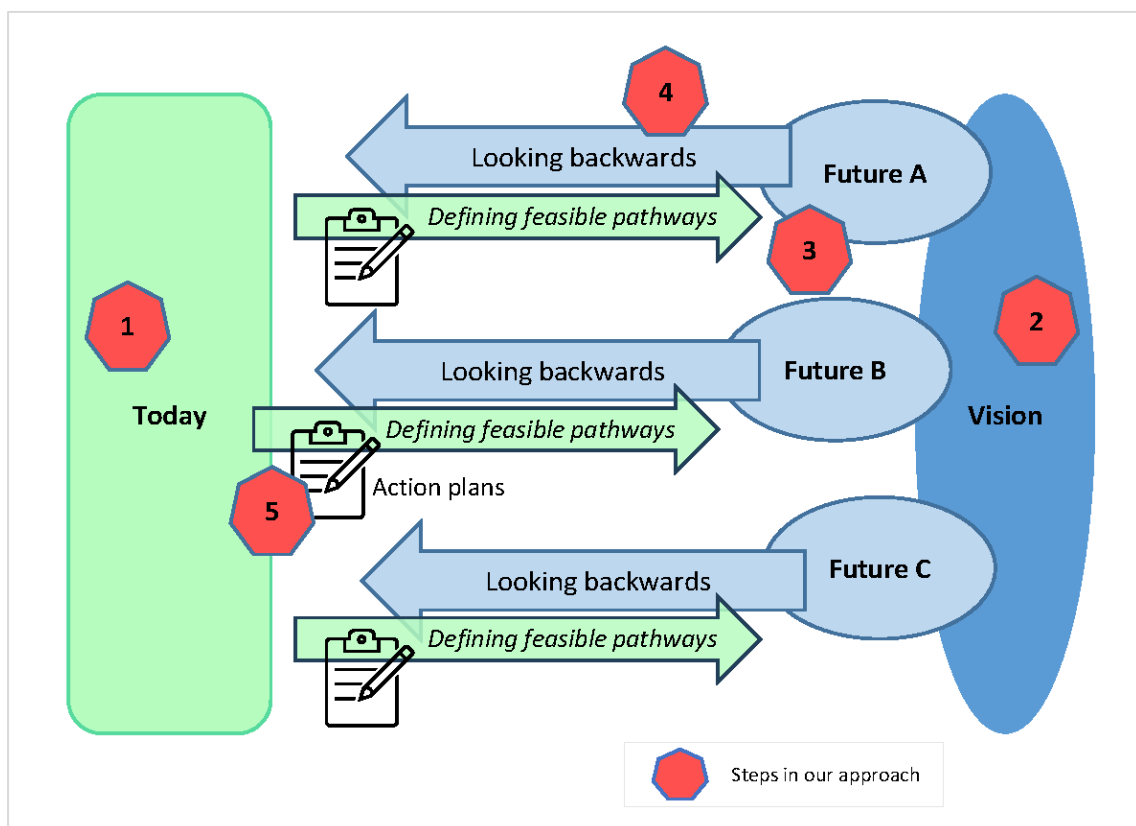 4
Looking backwards
Future A
Defining feasible pathways
3
1
2
Looking backwards
Future B
Today
Defining feasible pathways
Vision
Action plans
5
Looking backwards
Future C
Defining feasible pathways
Steps in our approach